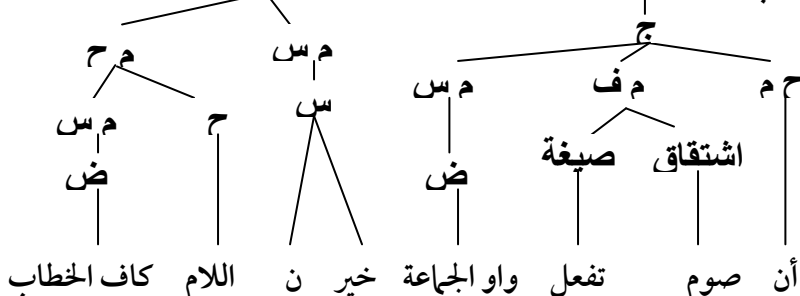 ج
م ح م س
ح م م ف م س
س
ح م س
اشتقاق صيغة
ض ض
أن صوم تفعل واو الجماعة خير ن اللام كاف الخطاب